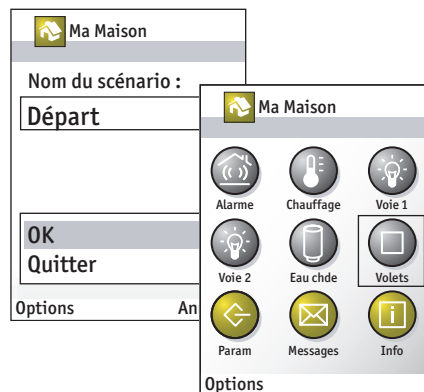 Ma Maison
Nom du scénario :
Départ
OK
Quitter
Options An
Ma Maison
Alarme Chauffage Voie 1
Voie 2 Eau chde Volets
Param Messages Info
Options